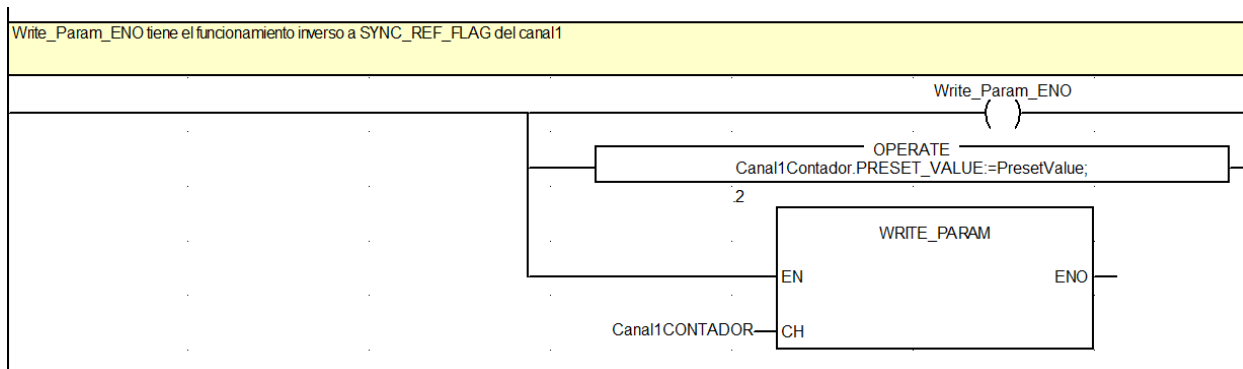 Write_Param_ENO tiene el funcionamiento inverso a SYNC_REF_FLAG del canal1
Write_Param_ENO
OPERATE
Canal1Contador.PRESET_VALUE:=PresetValue;
.2
WRITE_PARAM
EN ENO
Canal1CONTADOR CH